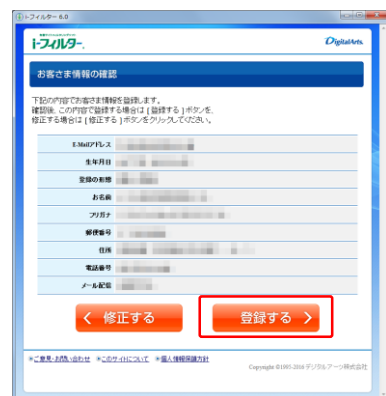 i-フィルター 6.0
i-フィルター®
DigitalArts
お客さま情報の確認
下記の内容でお客さま情報を登録します。
確認後、この内容で登録する場合は [ 登録する ] ボタンを、
修正する場合は [ 修正する ] ボタンをクリックしてください。
E-Mailアドレス
生年月日
登録の形態
お名前
フリガナ
郵便番号
住所
電話番号
メール配信
修正する
登録する
ご意見・お問い合わせ このサイトについて 個人情報保護方針
Copyright ©1995-2016 デジタルアーツ株式会社